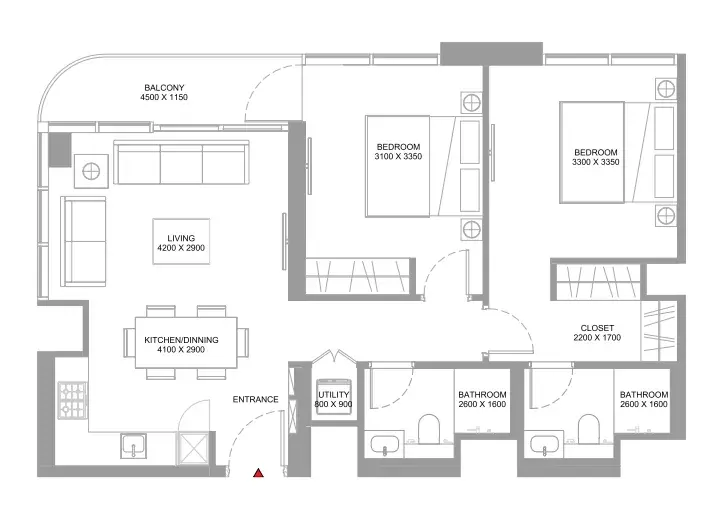 BALCONY
4500 X 1150
BEDROOM
3100 X 3350
BEDROOM
3300 X 3350
LIVING
4200 X 2900
KITCHEN/DINNING
4100 X 2900
CLOSET
2200 X 1700
ENTRANCE
UTILITY
800 X 900
BATHROOM
2600 X 1600
BATHROOM
2600 X 1600